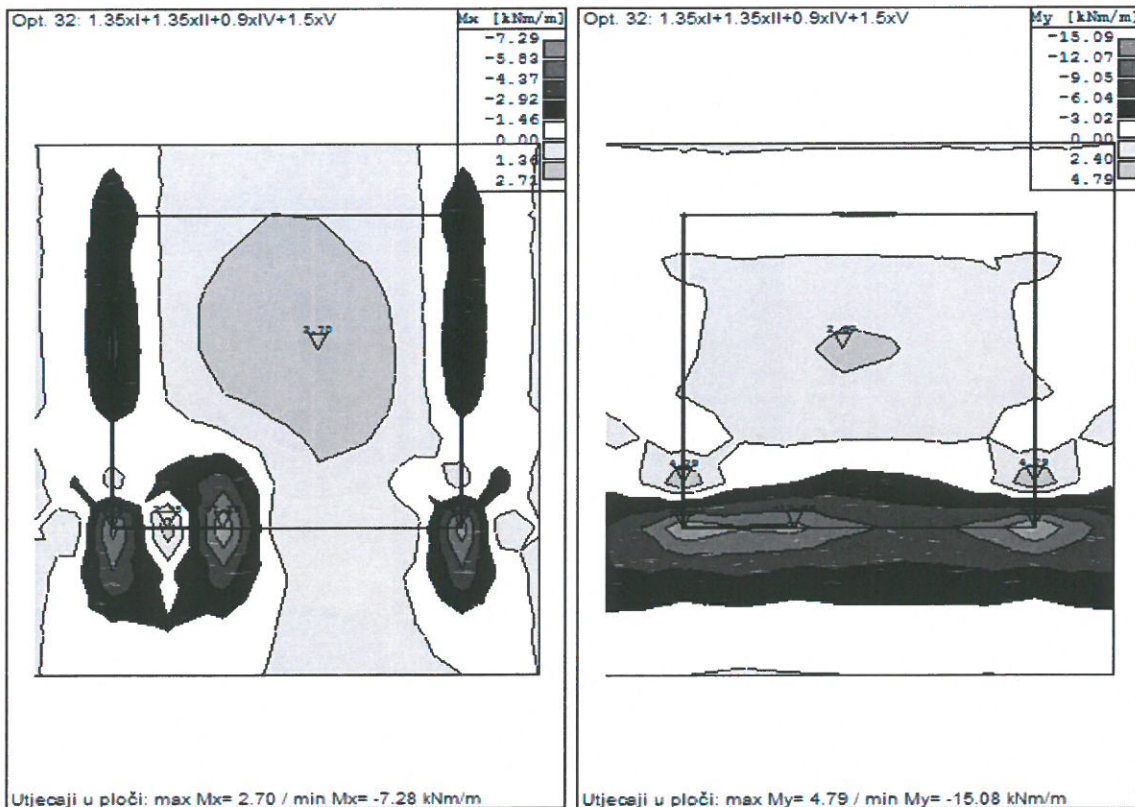 Opt. 32: 1.35xI+1.35xII+0.9xIV+1.5xV
Mx [kNm/m]
-7.29
-5.83
-4.37
-2.92
-1.46
0.00
1.36
2.71
Utjecaji u ploči: max Mx= 2.70 / min Mx= -7.28 kNm/m
Opt. 32: 1.35xI+1.35xII+0.9xIV+1.5xV
My [kNm/m]
-15.09
-12.07
-9.05
-6.04
-3.02
0.00
2.40
4.79
4.79
Utjecaji u ploči: max My= 4.79 / min My= -15.08 kNm/m